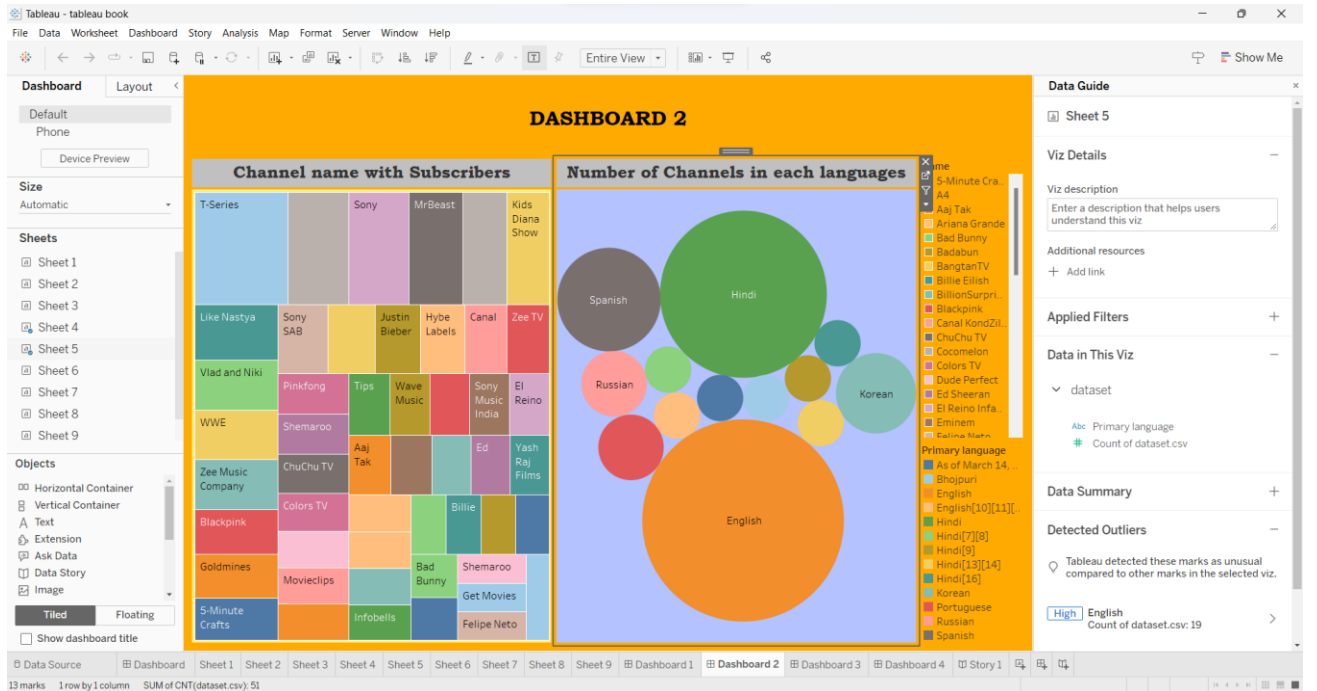 Tableau - tableau book
File Data Worksheet Dashboard Story Analysis Map Format Server Window Help
Entire View
Show Me
Dashboard Layout
Default
Phone
Device Preview
Size
Automatic
Sheets
Sheet 1
Sheet 2
Sheet 3
Sheet 4
Sheet 5
Sheet 6
Sheet 7
Sheet 8
Sheet 9
Objects
Horizontal Container
Vertical Container
Text
Extension
Ask Data
Data Story
Image
Tiled Floating
Show dashboard title
DASHBOARD 2
Channel name with Subscribers
T-Series
Sony
MrBeast
Kids
Diana
Show
Like Nastya
Sony
SAB
Justin
Bieber
Hybe
Labels
Canal
Zee TV
Vlad and Niki
Pinkfong
Tips
Wave
Music
Sony
Music
India
El
Reino
WWE
Shemaroo
Aaj
Tak
Ed
Yash
Raj
Films
Zee Music
Company
ChuChu TV
Colors TV
Billie
Blackpink
Goldmines
Movieclips
Bad
Bunny
Shemaroo
Get Movies
5-Minute
Crafts
Infobells
Felipe Neto
Number of Channels in each languages
Spanish
Hindi
Russian
Korean
English
me
5-Minute Cra..
A4
Aaj Tak
Ariana Grande
Bad Bunny
Badabun
BangtanTV
Billie Eilish
BillionSurpri..
Blackpink
Canal KondZil..
ChuChu TV
Cocomelon
Colors TV
Dude Perfect
Ed Sheeran
El Reino Infa..
Eminem
Felipe Neto
Primary language
As of March 14, ..
Bhojpuri
English
English[10][11][..
Hindi
Hindi[7][8]
Hindi[9]
Hindi[13][14]
Hindi[16]
Korean
Portuguese
Russian
Spanish
Data Guide
Sheet 5
Viz Details
Viz description
Enter a description that helps users
understand this viz
Additional resources
Add link
Applied Filters
Data in This Viz
dataset
Abc Primary language
# Count of dataset.csv
Data Summary
Detected Outliers
Tableau detected these marks as unusual
compared to other marks in the selected viz.
High English
Count of dataset.csv: 19
Data Source Dashboard Sheet 1 Sheet 2 Sheet 3 Sheet 4 Sheet 5 Sheet 6 Sheet 7 Sheet 8 Sheet 9 Dashboard 1 Dashboard 2 Dashboard 3 Dashboard 4 Story 1
13 marks 1 row by 1 column SUM of CNT(dataset.csv): 51